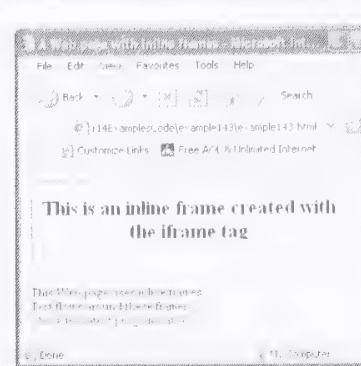 A Web page with inline frames - Microsoft Int...
File Edit View Favorites Tools Help
Back Search
Customize Links Free AOL & Unlimited Internet
This is an inline frame created with
the iframe tag
This Web page uses inline frames
Text flows around these frames
Done Computer